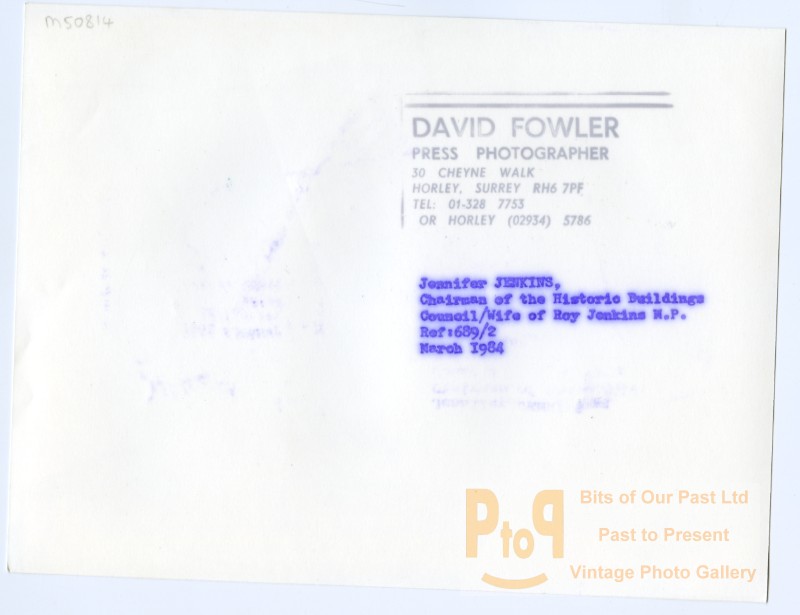 M50814
DAVID FOWLER
PRESS PHOTOGRAPHER
30 CHEYNE WALK
HORLEY, SURREY RH6 7PF
TEL: 01-328 7753
OR HORLEY (02934) 5786
Jennifer JENKINS,
Chairman of the Historic Buildings
Council/Wife of Roy Jenkins M.P.
Ref:689/2
March 1984
PtoP
Bits of Our Past Ltd
Past to Present
Vintage Photo Gallery